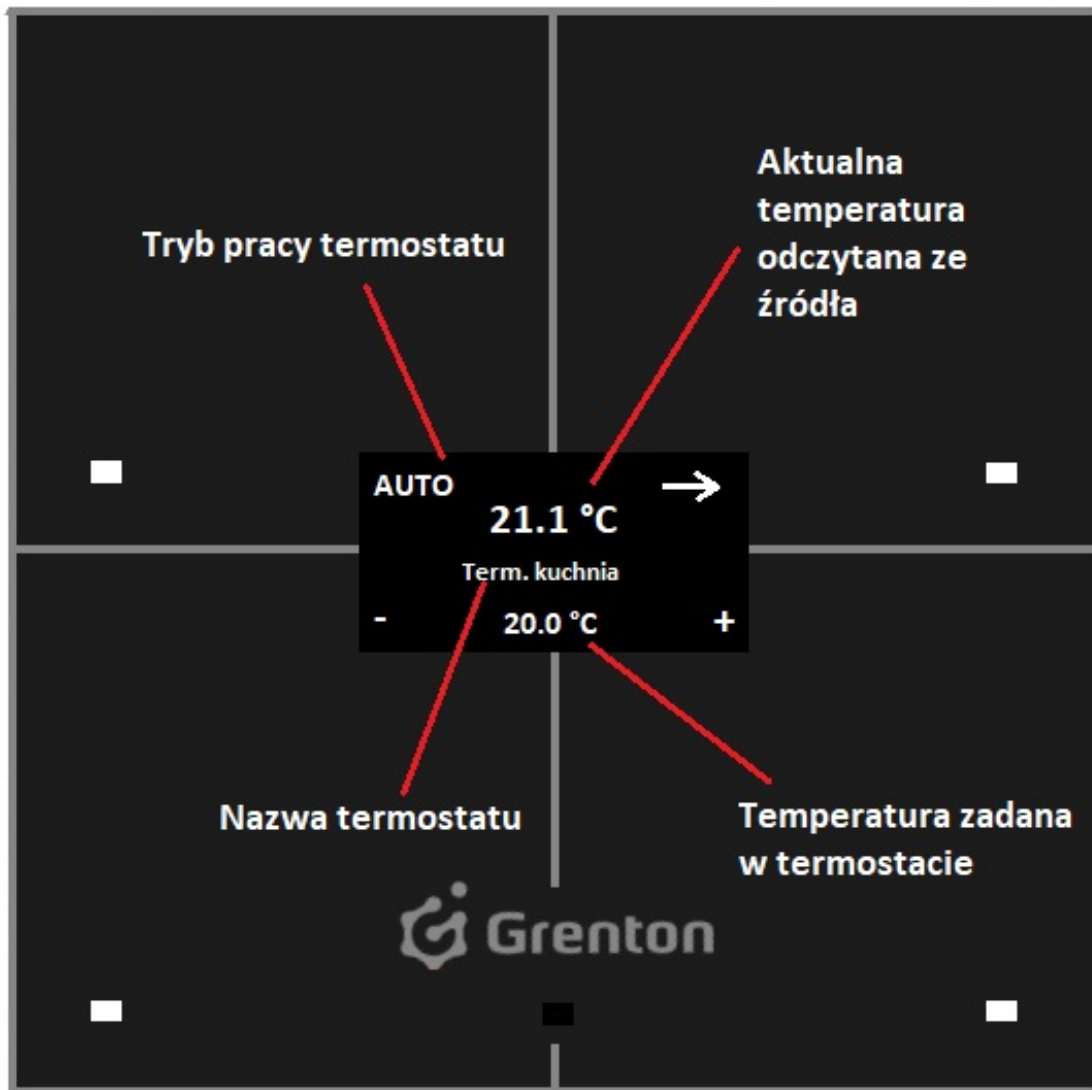 Aktualna
temperatura
odczytana ze
źródła
Tryb pracy termostatu
AUTO →
21.1 °C
Term. kuchnia
- 20.0 °C +
Nazwa termostatu
Temperatura zadana
w termostacie
Grenton